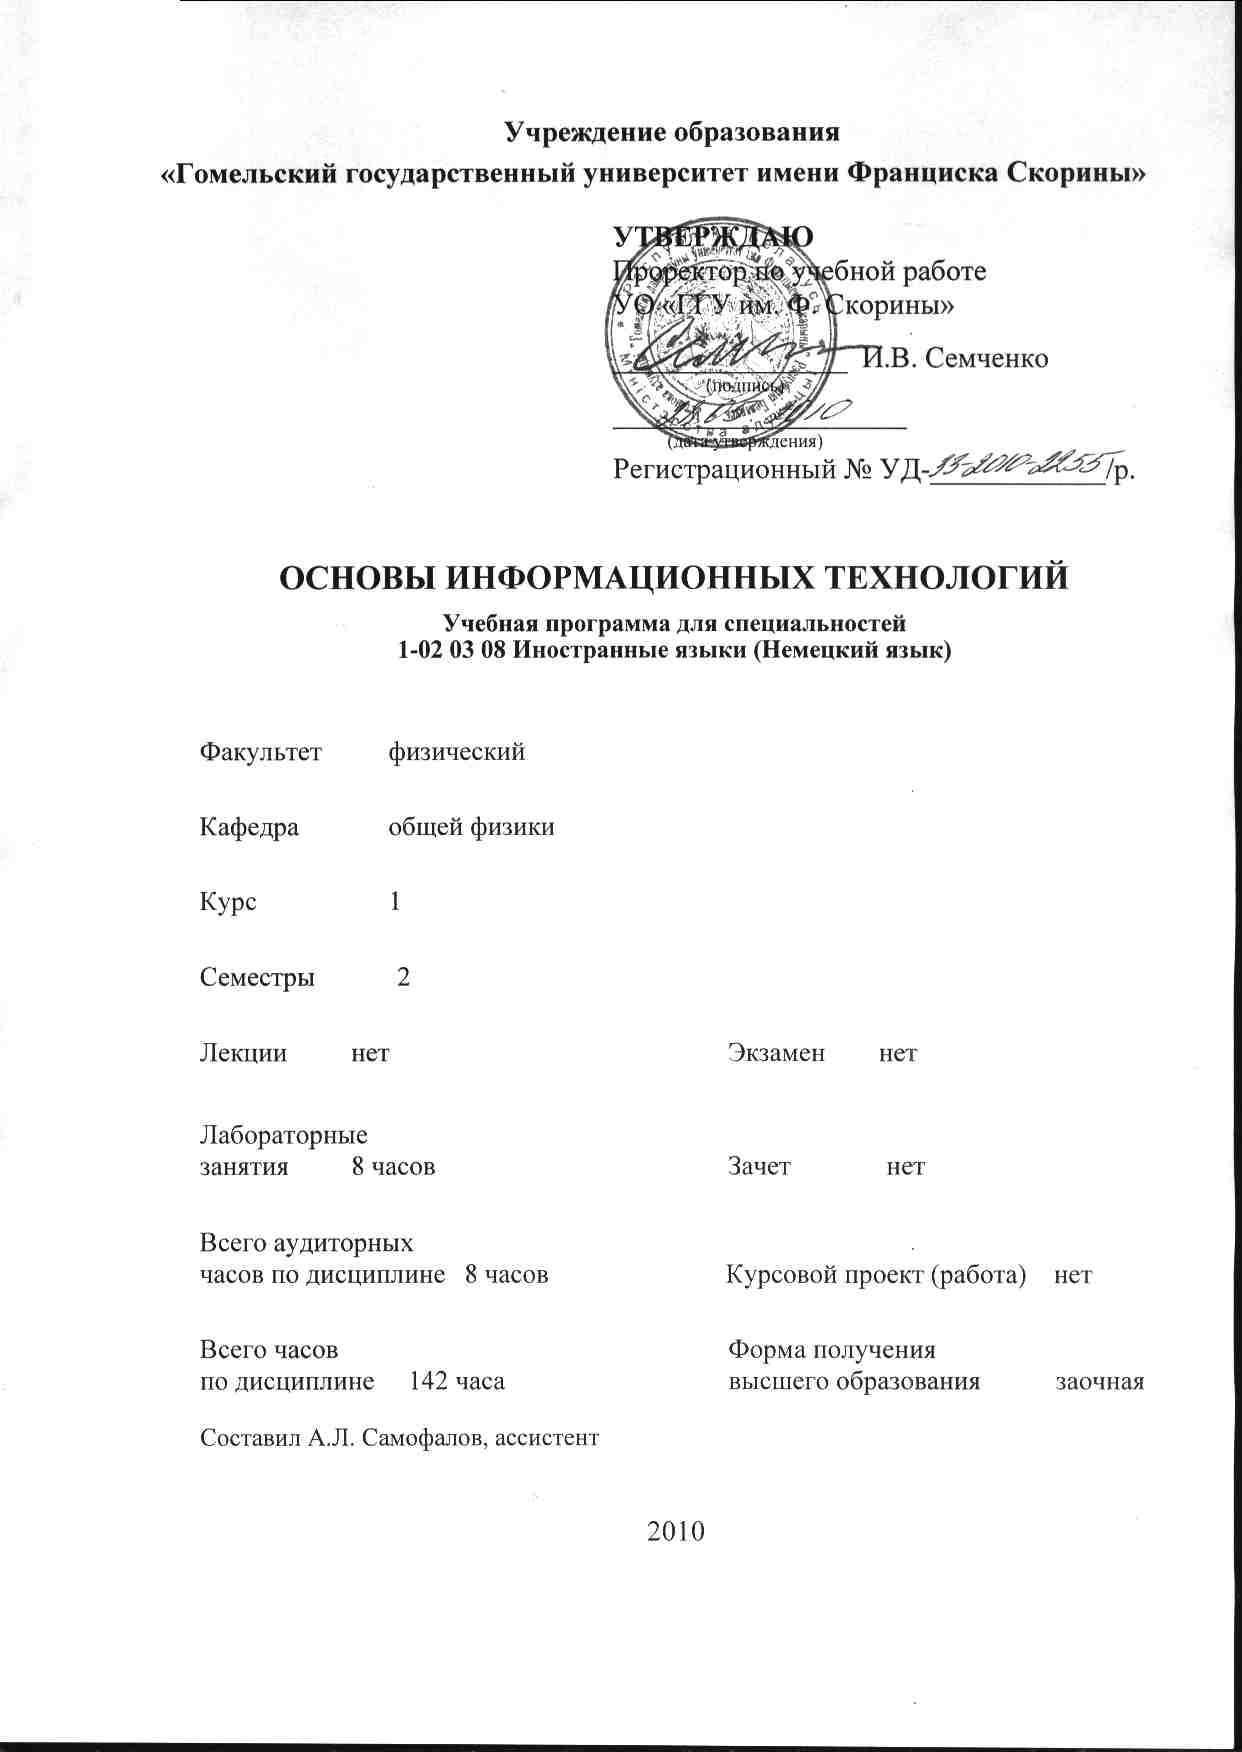 Учреждение образования
«Гомельский государственный университет имени Франциска Скорины»
УТВЕРЖДАЮ
Проректор по учебной работе
УО «ГГУ им. Ф. Скорины»
И.В. Семченко
(подпись)
2010
(дата утверждения)
Регистрационный № УД-33-2010-2255/р.
ОСНОВЫ ИНФОРМАЦИОННЫХ ТЕХНОЛОГИЙ
Учебная программа для специальностей
1-02 03 08 Иностранные языки (Немецкий язык)
Факультет физический
Кафедра общей физики
Курс 1
Семестры 2
Лекции нет Экзамен нет
Лабораторные
занятия 8 часов Зачет нет
Всего аудиторных
часов по дисциплине 8 часов Курсовой проект (работа) нет
Всего часов Форма получения
по дисциплине 142 часа высшего образования заочная
Составил А.Л. Самофалов, ассистент
2010